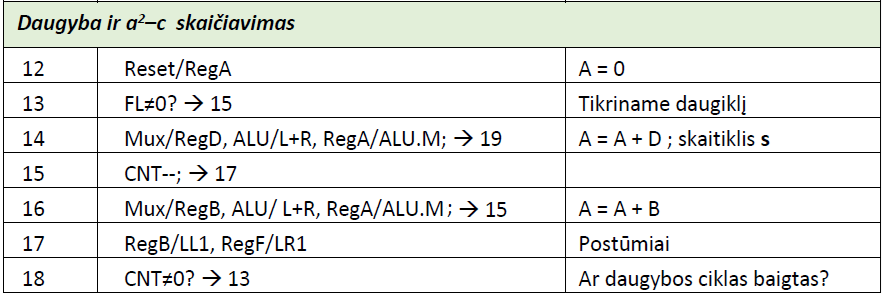 Daugyba ir a²–c skaičiavimas
12 Reset/RegA A = 0
13 FL≠0? → 15 Tikriname daugiklį
14 Mux/RegD, ALU/L+R, RegA/ALU.M; → 19 A = A + D ; skaitiklis s
15 CNT--; → 17
16 Mux/RegB, ALU/ L+R, RegA/ALU.M ; → 15 A = A + B
17 RegB/LL1, RegF/LR1 Postūmiai
18 CNT≠0? → 13 Ar daugybos ciklas baigtas?